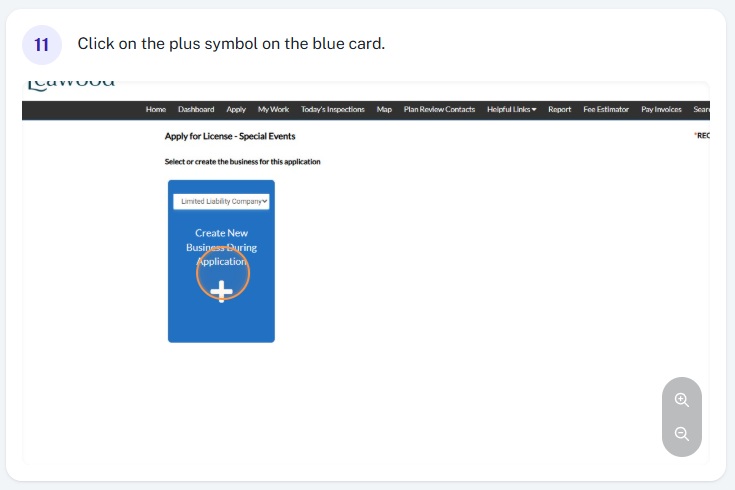 11
Click on the plus symbol on the blue card.
Leawood
Home Dashboard Apply My Work Today's Inspections Map Plan Review Contacts Helpful Links Report Fee Estimator Pay Invoices
Apply for License - Special Events
*REC
Select or create the business for this application
Limited Liability Company
Create New
Business During
Application